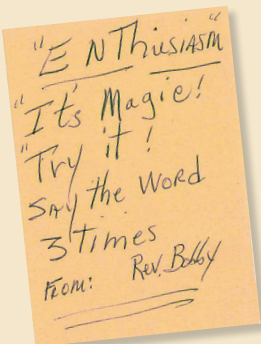 "ENThusiASM"
"It's Magic!
"Try it!
SAy the WoRD
3 Times
FROM: Rev. Bobby